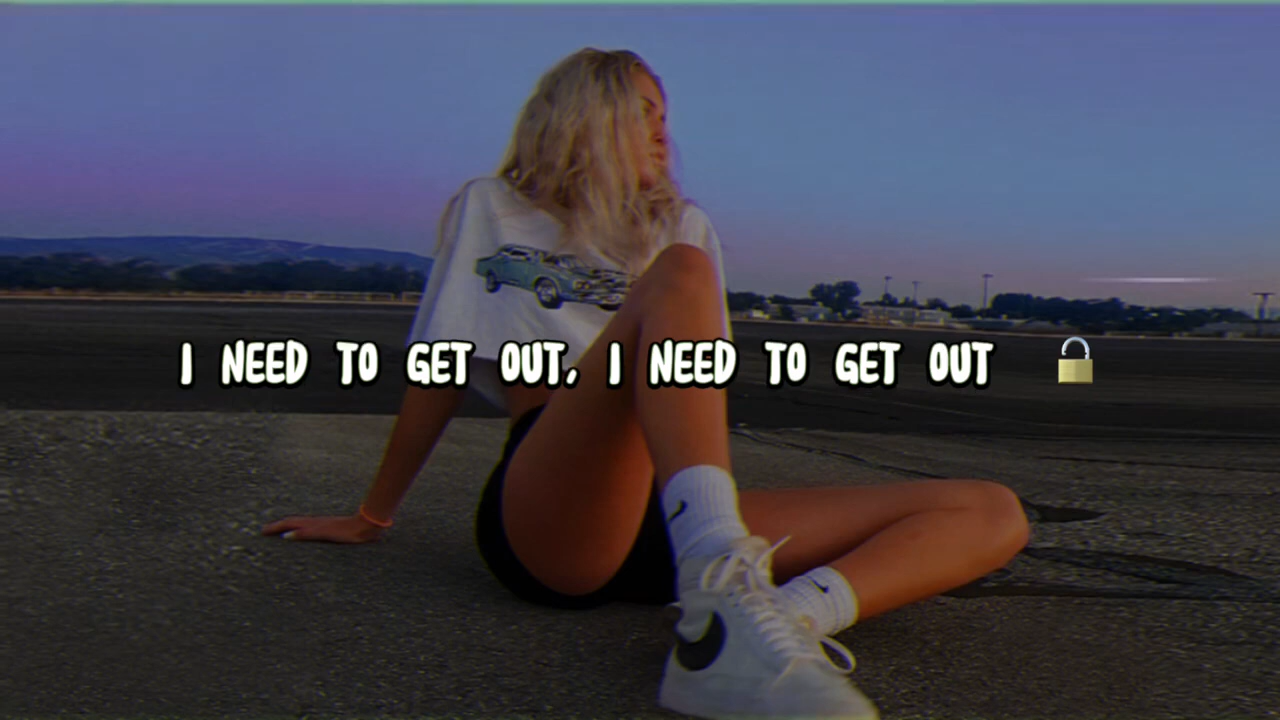 I NEED TO GET OUT, I NEED TO GET OUT 🔓